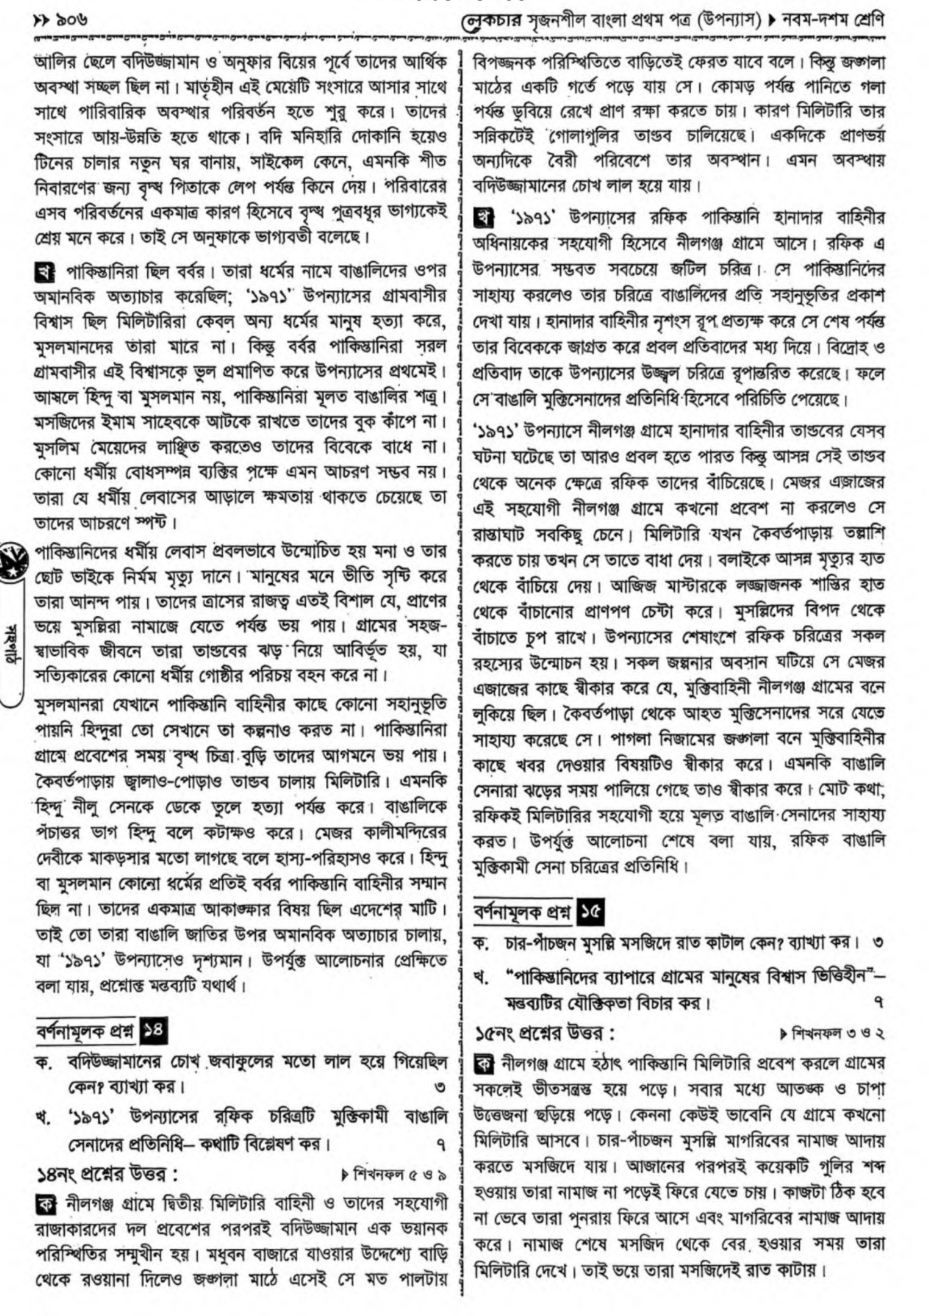 >> ৯০৬
লেকচার সৃজনশীল বাংলা প্রথম পত্র (উপন্যাস) ▶ নবম-দশম শ্রেণি
আলির ছেলে বদিউজ্জামান ও অনুফার বিয়ের পূর্বে তাদের আর্থিক
অবস্থা সচ্ছল ছিল না। মাতৃহীন এই মেয়েটি সংসারে আসার সাথে
সাথে পারিবারিক অবস্থার পরিবর্তন হতে শুরু করে। তাদের
সংসারে আয়-উন্নতি হতে থাকে। বদি মনিহারি দোকানি হয়েও
টিনের চালার নতুন ঘর বানায়, সাইকেল কেনে, এমনকি শীত
নিবারণের জন্য বৃদ্ধ পিতাকে লেপ পর্যন্ত কিনে দেয়। পরিবারের
এসব পরিবর্তনের একমাত্র কারণ হিসেবে বৃদ্ধ পুত্রবধূর ভাগ্যকেই
শ্রেয় মনে করে। তাই সে অনুফাকে ভাগ্যবতী বলেছে।
খ পাকিস্তানিরা ছিল বর্বর। তারা ধর্মের নামে বাঙালিদের ওপর
অমানবিক অত্যাচার করেছিল; ‘১৯৭১’ উপন্যাসের গ্রামবাসীর
বিশ্বাস ছিল মিলিটারিরা কেবল অন্য ধর্মের মানুষ হত্যা করে,
মুসলমানদের তারা মারে না। কিন্তু বর্বর পাকিস্তানিরা সরল
গ্রামবাসীর এই বিশ্বাসকে ভুল প্রমাণিত করে উপন্যাসের প্রথমেই।
আসলে হিন্দু বা মুসলমান নয়, পাকিস্তানিরা মূলত বাঙালির শত্রু।
মসজিদের ইমাম সাহেবকে আটকে রাখতে তাদের বুক কাঁপে না।
মুসলিম মেয়েদের লাঞ্ছিত করতেও তাদের বিবেকে বাধে না।
কোনো ধর্মীয় বোধসম্পন্ন ব্যক্তির পক্ষে এমন আচরণ সম্ভব নয়।
তারা যে ধর্মীয় লেবাসের আড়ালে ক্ষমতায় থাকতে চেয়েছে তা
তাদের আচরণে স্পষ্ট।
পাকিস্তানিদের ধর্মীয় লেবাস প্রবলভাবে উন্মোচিত হয় মনা ও তার
ছোট ভাইকে নির্মম মৃত্যু দানে। মানুষের মনে ভীতি সৃষ্টি করে
তারা আনন্দ পায়। তাদের ত্রাসের রাজত্ব এতই বিশাল যে, প্রাণের
ভয়ে মুসল্লিরা নামাজে যেতে পর্যন্ত ভয় পায়। গ্রামের সহজ-
স্বাভাবিক জীবনে তারা তাণ্ডবের ঝড় নিয়ে আবির্ভূত হয়, যা
সত্যিকারের কোনো ধর্মীয় গোষ্ঠীর পরিচয় বহন করে না।
মুসলমানরা যেখানে পাকিস্তানি বাহিনীর কাছে কোনো সহানুভূতি
পায়নি হিন্দুরা তো সেখানে তা কল্পনাও করত না। পাকিস্তানিরা
গ্রামে প্রবেশের সময় বৃদ্ধ চিত্রা বুড়ি তাদের আগমনে ভয় পায়।
কৈবর্তপাড়ায় জ্বালাও-পোড়াও তাণ্ডব চালায় মিলিটারি। এমনকি
হিন্দু নীলু সেনকে ডেকে তুলে হত্যা পর্যন্ত করে। বাঙালিকে
পঁচাত্তর ভাগ হিন্দু বলে কটাক্ষও করে। মেজর কালীমন্দিরের
দেবীকে মাকড়সার মতো লাগছে বলে হাস্য-পরিহাসও করে। হিন্দু
বা মুসলমান কোনো ধর্মের প্রতিই বর্বর পাকিস্তানি বাহিনীর সম্মান
ছিল না। তাদের একমাত্র আকাঙ্ক্ষার বিষয় ছিল এদেশের মাটি।
তাই তো তারা বাঙালি জাতির উপর অমানবিক অত্যাচার চালায়,
যা ‘১৯৭১’ উপন্যাসেও দৃশ্যমান। উপর্যুক্ত আলোচনার প্রেক্ষিতে
বলা যায়, প্রশ্নোক্ত মন্তব্যটি যথার্থ।
বর্ণনামূলক প্রশ্ন ১৪
ক. বদিউজ্জামানের চোখ জবাফুলের মতো লাল হয়ে গিয়েছিল
কেন? ব্যাখ্যা কর। ৩
খ. ‘১৯৭১’ উপন্যাসের রফিক চরিত্রটি মুক্তিকামী বাঙালি
সেনাদের প্রতিনিধি– কথাটি বিশ্লেষণ কর। ৭
১৪নং প্রশ্নের উত্তর : ▶ শিখনফল ৫ ও ৯
ক নীলগঞ্জ গ্রামে দ্বিতীয় মিলিটারি বাহিনী ও তাদের সহযোগী
রাজাকারদের দল প্রবেশের পরপরই বদিউজ্জামান এক ভয়ানক
পরিস্থিতির সম্মুখীন হয়। মধুবন বাজারে যাওয়ার উদ্দেশ্যে বাড়ি
থেকে রওয়ানা দিলেও জঙ্গলা মাঠে এসেই সে মত পালটায়
সহপাঠ
বিপজ্জনক পরিস্থিতিতে বাড়িতেই ফেরত যাবে বলে। কিন্তু জঙ্গলা
মাঠের একটি গর্তে পড়ে যায় সে। কোমড় পর্যন্ত পানিতে গলা
পর্যন্ত ডুবিয়ে রেখে প্রাণ রক্ষা করতে চায়। কারণ মিলিটারি তার
সন্নিকটেই গোলাগুলির তাণ্ডব চালিয়েছে। একদিকে প্রাণভয়
অন্যদিকে বৈরী পরিবেশে তার অবস্থান। এমন অবস্থায়
বদিউজ্জামানের চোখ লাল হয়ে যায়।
খ ‘১৯৭১’ উপন্যাসের রফিক পাকিস্তানি হানাদার বাহিনীর
অধিনায়কের সহযোগী হিসেবে নীলগঞ্জ গ্রামে আসে। রফিক এ
উপন্যাসের সম্ভবত সবচেয়ে জটিল চরিত্র। সে পাকিস্তানিদের
সাহায্য করলেও তার চরিত্রে বাঙালিদের প্রতি সহানুভূতির প্রকাশ
দেখা যায়। হানাদার বাহিনীর নৃশংস রূপ প্রত্যক্ষ করে সে শেষ পর্যন্ত
তার বিবেককে জাগ্রত করে প্রবল প্রতিবাদের মধ্য দিয়ে। বিদ্রোহ ও
প্রতিবাদ তাকে উপন্যাসের উজ্জ্বল চরিত্রে রূপান্তরিত করেছে। ফলে
সে বাঙালি মুক্তিসেনাদের প্রতিনিধি হিসেবে পরিচিতি পেয়েছে।
‘১৯৭১’ উপন্যাসে নীলগঞ্জ গ্রামে হানাদার বাহিনীর তাণ্ডবের যেসব
ঘটনা ঘটেছে তা আরও প্রবল হতে পারত কিন্তু আসন্ন সেই তাণ্ডব
থেকে অনেক ক্ষেত্রে রফিক তাদের বাঁচিয়েছে। মেজর এজাজের
এই সহযোগী নীলগঞ্জ গ্রামে কখনো প্রবেশ না করলেও সে
রাস্তাঘাট সবকিছু চেনে। মিলিটারি যখন কৈবর্তপাড়ায় তল্লাশি
করতে চায় তখন সে তাতে বাধা দেয়। বলাইকে আসন্ন মৃত্যুর হাত
থেকে বাঁচিয়ে দেয়। আজিজ মাস্টারকে লজ্জাজনক শাস্তির হাত
থেকে বাঁচানোর প্রাণপণ চেষ্টা করে। মুসল্লিদের বিপদ থেকে
বাঁচাতে চুপ রাখে। উপন্যাসের শেষাংশে রফিক চরিত্রের সকল
রহস্যের উন্মোচন হয়। সকল জল্পনার অবসান ঘটিয়ে সে মেজর
এজাজের কাছে স্বীকার করে যে, মুক্তিবাহিনী নীলগঞ্জ গ্রামের বনে
লুকিয়ে ছিল। কৈবর্তপাড়া থেকে আহত মুক্তিসেনাদের সরে যেতে
সাহায্য করেছে সে। পাগলা নিজামের জঙ্গলা বনে মুক্তিবাহিনীর
কাছে খবর দেওয়ার বিষয়টিও স্বীকার করে। এমনকি বাঙালি
সেনারা ঝড়ের সময় পালিয়ে গেছে তাও স্বীকার করে। মোট কথা,
রফিকই মিলিটারির সহযোগী হয়ে মূলত বাঙালি সেনাদের সাহায্য
করত। উপর্যুক্ত আলোচনা শেষে বলা যায়, রফিক বাঙালি
মুক্তিকামী সেনা চরিত্রের প্রতিনিধি।
বর্ণনামূলক প্রশ্ন ১৫
ক. চার-পাঁচজন মুসল্লি মসজিদে রাত কাটাল কেন? ব্যাখ্যা কর। ৩
খ. “পাকিস্তানিদের ব্যাপারে গ্রামের মানুষের বিশ্বাস ভিত্তিহীন”–
মন্তব্যটির যৌক্তিকতা বিচার কর। ৭
১৫নং প্রশ্নের উত্তর : ▶ শিখনফল ৩ ও ২
ক নীলগঞ্জ গ্রামে হঠাৎ পাকিস্তানি মিলিটারি প্রবেশ করলে গ্রামের
সকলেই ভীতসন্ত্রস্ত হয়ে পড়ে। সবার মধ্যে আতঙ্ক ও চাপা
উত্তেজনা ছড়িয়ে পড়ে। কেননা কেউই ভাবেনি যে গ্রামে কখনো
মিলিটারি আসবে। চার-পাঁচজন মুসল্লি মাগরিবের নামাজ আদায়
করতে মসজিদে যায়। আজানের পরপরই কয়েকটি গুলির শব্দ
হওয়ায় তারা নামাজ না পড়েই ফিরে যেতে চায়। কাজটা ঠিক হবে
না ভেবে তারা পুনরায় ফিরে আসে এবং মাগরিবের নামাজ আদায়
করে। নামাজ শেষে মসজিদ থেকে বের হওয়ার সময় তারা
মিলিটারি দেখে। তাই ভয়ে তারা মসজিদেই রাত কাটায়।